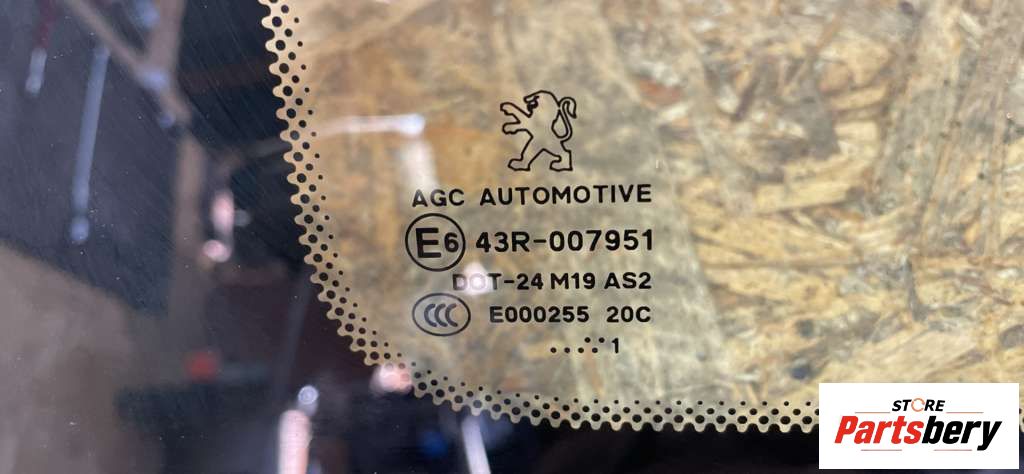 AGC AUTOMOTIVE
E6 43R-007951
DOT-24 M19 AS2
CCC E000255 20C
.....1
STORE
Partsbery